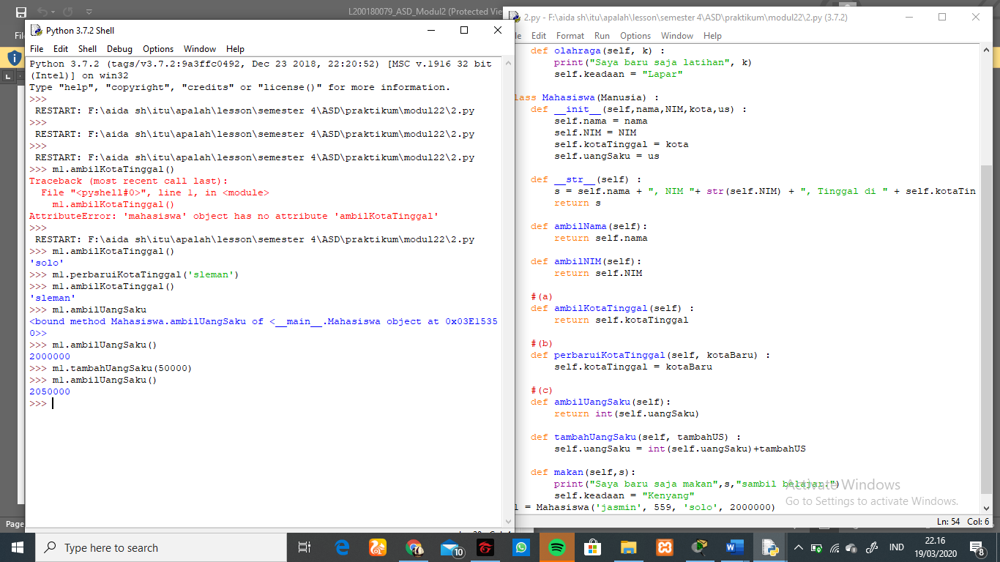 L200180079_ASD_Modul2 (Protected Vie
Python 3.7.2 Shell
File Edit Shell Debug Options Window Help
Python 3.7.2 (tags/v3.7.2:9a3ffc0492, Dec 23 2018, 22:20:52) [MSC v.1916 32 bit
(Intel)] on win32
Type "help", "copyright", "credits" or "license()" for more information.
>>>
 RESTART: F:\aida sh\itu\apalah\lesson\semester 4\ASD\praktikum\modul22\2.py
>>>
 RESTART: F:\aida sh\itu\apalah\lesson\semester 4\ASD\praktikum\modul22\2.py
>>>
 RESTART: F:\aida sh\itu\apalah\lesson\semester 4\ASD\praktikum\modul22\2.py
>>> m1.ambilKotaTinggal()
Traceback (most recent call last):
  File "<pyshell#0>", line 1, in <module>
    m1.ambilKotaTinggal()
AttributeError: 'mahasiswa' object has no attribute 'ambilKotaTinggal'
>>>
 RESTART: F:\aida sh\itu\apalah\lesson\semester 4\ASD\praktikum\modul22\2.py
>>> m1.ambilKotaTinggal()
'solo'
>>> m1.perbaruiKotaTinggal('sleman')
>>> m1.ambilKotaTinggal()
'sleman'
>>> m1.ambilUangSaku
<bound method Mahasiswa.ambilUangSaku of <__main__.Mahasiswa object at 0x03E1535
0>>
>>> m1.ambilUangSaku()
2000000
>>> m1.tambahUangSaku(50000)
>>> m1.ambilUangSaku()
2050000
>>>
2.py - F:\aida sh\itu\apalah\lesson\semester 4\ASD\praktikum\modul22\2.py (3.7.2)
le Edit Format Run Options Window Help
    def olahraga(self, k) :
        print("Saya baru saja latihan", k)
        self.keadaan = "Lapar"
lass Mahasiswa(Manusia) :
    def __init__(self,nama,NIM,kota,us) :
        self.nama = nama
        self.NIM = NIM
        self.kotaTinggal = kota
        self.uangSaku = us
    def __str__(self) :
        s = self.nama + ", NIM "+ str(self.NIM) + ", Tinggal di " + self.kotaTin
        return s
    def ambilNama(self):
        return self.nama
    def ambilNIM(self):
        return self.NIM
    #(a)
    def ambilKotaTinggal(self) :
        return self.kotaTinggal
    #(b)
    def perbaruiKotaTinggal(self, kotaBaru) :
        self.kotaTinggal = kotaBaru
    #(c)
    def ambilUangSaku(self):
        return int(self.uangSaku)
    def tambahUangSaku(self, tambahUS) :
        self.uangSaku = int(self.uangSaku)+tambahUS
    def makan(self,s):
        print("Saya baru saja makan",s,"sambil belajar.")
        self.keadaan = "Kenyang"
1 = Mahasiswa('jasmin', 559, 'solo', 2000000)
Activate Windows
Go to Settings to activate Windows.
Ln: 54 Col: 6
Page
Type here to search
10
IND
22.16
19/03/2020
8